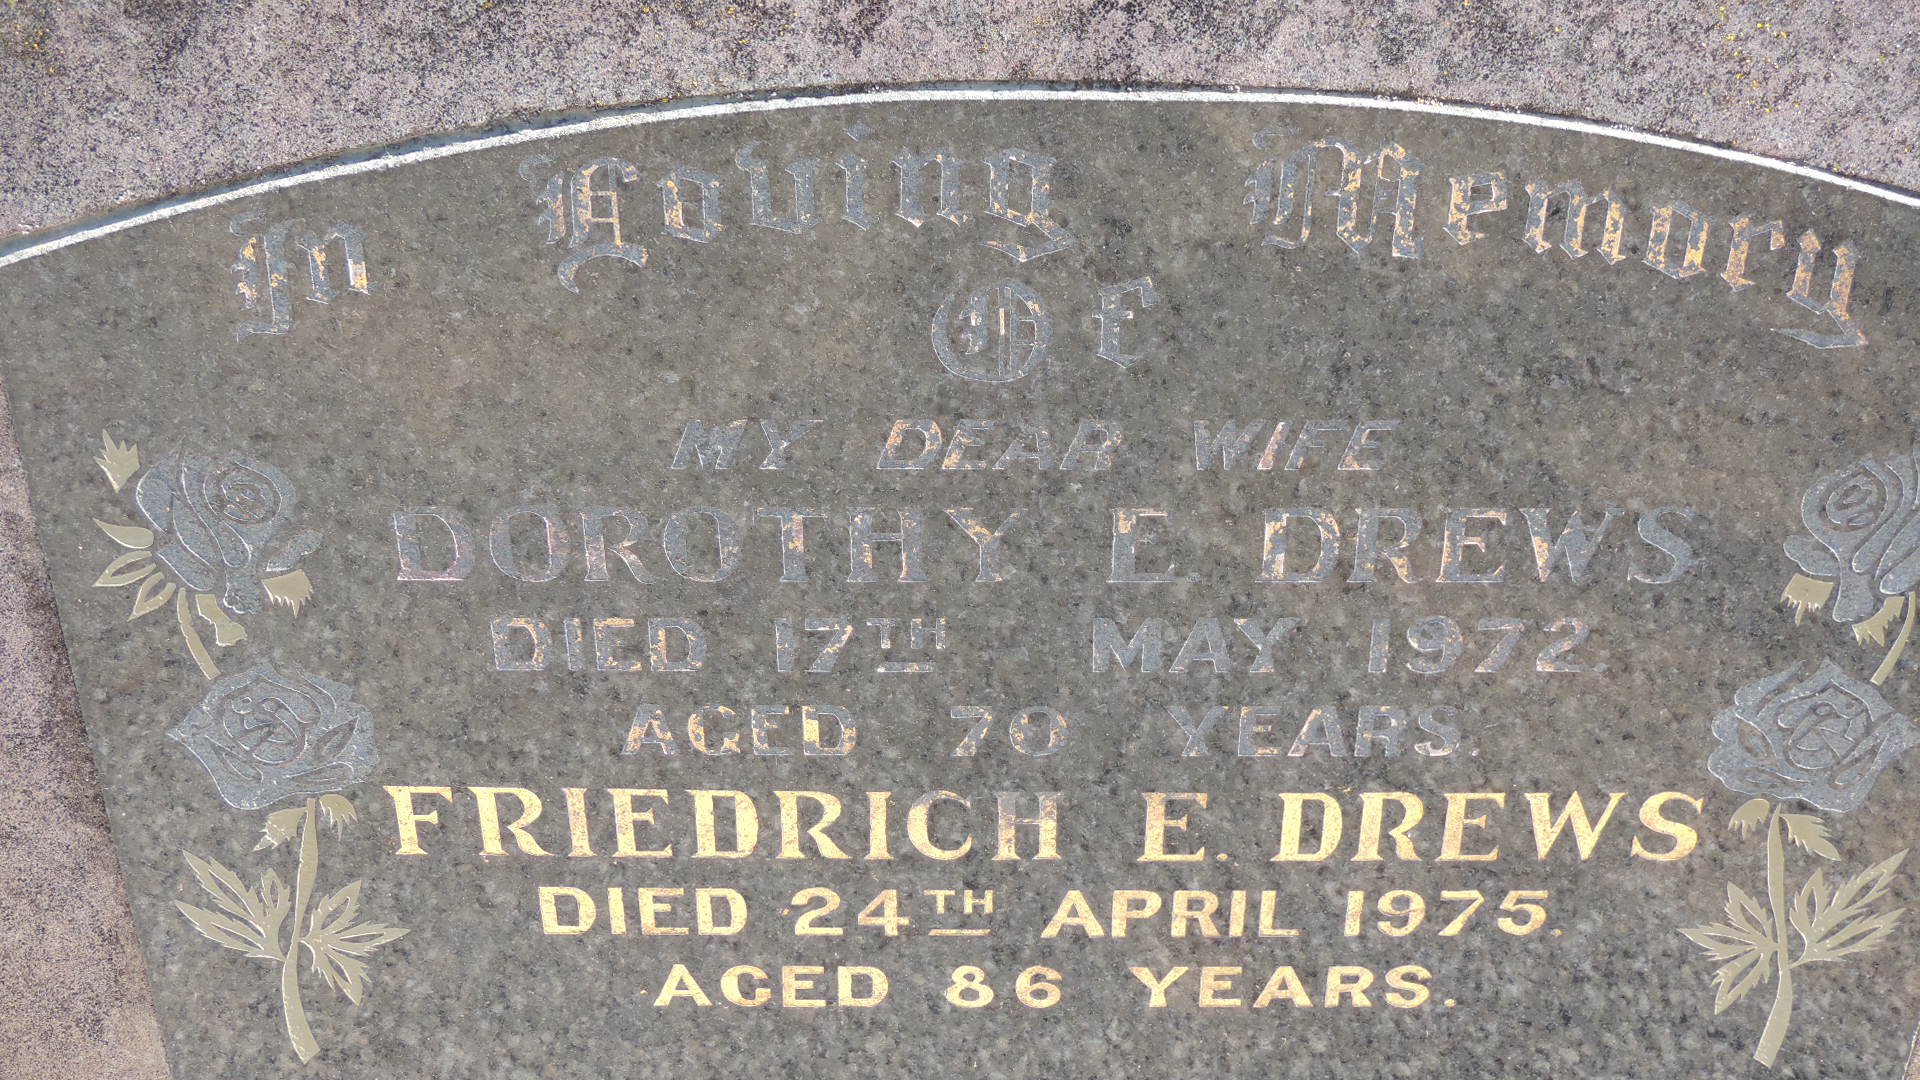 In Loving Memory
Of
MY DEAR WIFE
DOROTHY E. DREWS
DIED 17TH MAY 1972.
AGED 70 YEARS.
FRIEDRICH E. DREWS
DIED 24TH APRIL 1975.
AGED 86 YEARS.